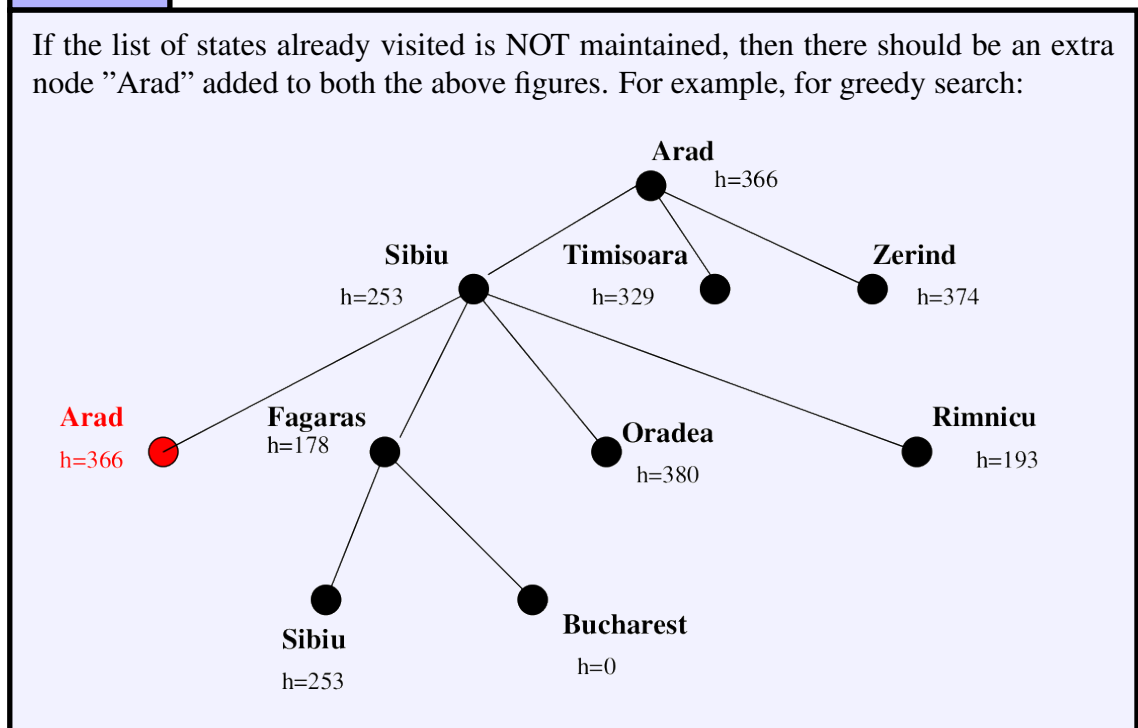 If the list of states already visited is NOT maintained, then there should be an extra
node ”Arad” added to both the above figures. For example, for greedy search:
Arad
h=366
Sibiu
h=253
Timisoara
h=329
Zerind
h=374
Arad
h=366
Fagaras
h=178
Oradea
h=380
Rimnicu
h=193
Sibiu
h=253
Bucharest
h=0